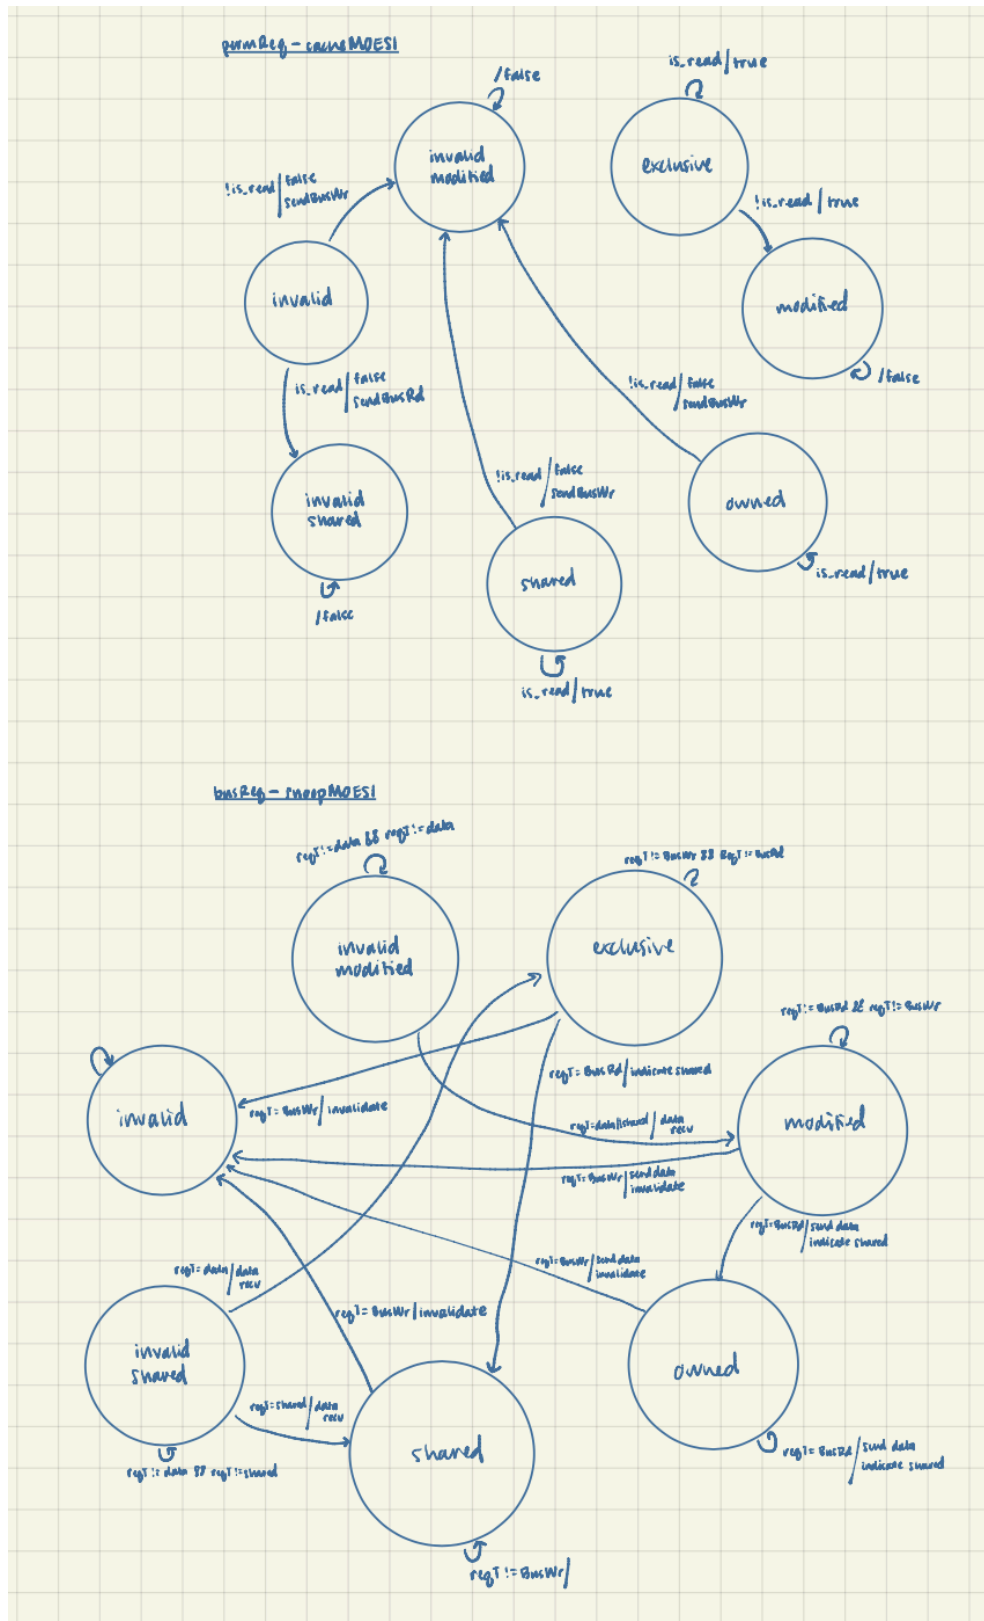 permReq - cacheMOESI
/false
is_read/true
invalid
modified
exclusive
!is_read/false
sendBusWr
!is_read/true
invalid
modified
is_read/false
sendBusRd
/false
!is_read/false
sendBusWr
invalid
shared
!is_read/false
sendBusWr
owned
shared
is_read/true
/false
is_read/true
busReq - snoopMOESI
reqT != data && reqT != data
reqT != BusWr && ReqT != BusRd
invalid
modified
exclusive
reqT != BusRd && reqT != BusWr
reqT = BusRd/indicate shared
invalid
reqT = BusWr/invalidate
reqT = data/shared/data
recv
modified
reqT = BusWr/send data
invalidate
reqT = BusRd/send data
indicate shared
reqT = data/data
recv
reqT = BusWr/send data
invalidate
reqT = BusWr/invalidate
invalid
shared
owned
reqT = shared/data
recv
shared
reqT = BusRd/send data
indicate shared
reqT != data && reqT != shared
reqT != BusWr/